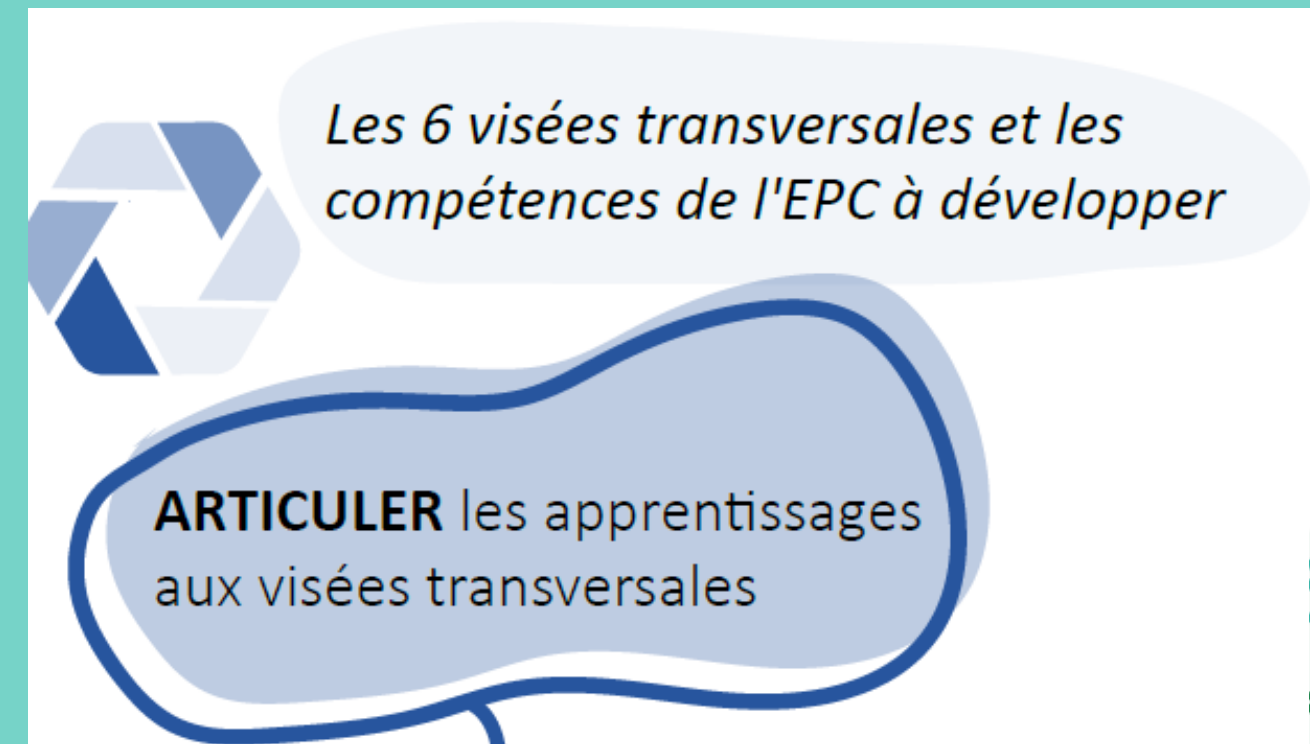 Les 6 visées transversales et les
compétences de l'EPC à développer
ARTICULER les apprentissages
aux visées transversales